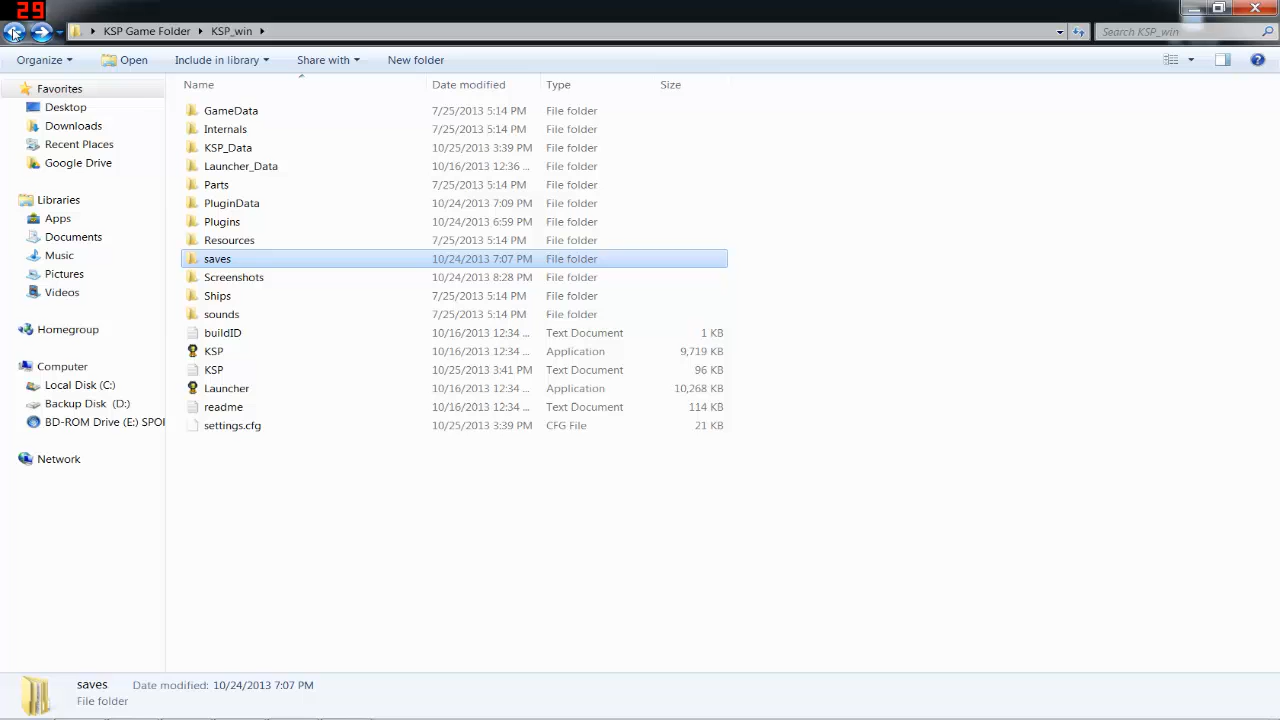 29
KSP Game Folder KSP_win Search KSP_win
Organize Open Include in library Share with New folder
Name Date modified Type Size
Favorites
Desktop
Downloads
Recent Places
Google Drive
Libraries
Apps
Documents
Music
Pictures
Videos
Homegroup
Computer
Local Disk (C:)
Backup Disk (D:)
BD-ROM Drive (E:) SPO
Network
GameData 7/25/2013 5:14 PM File folder
Internals 7/25/2013 5:14 PM File folder
KSP_Data 10/25/2013 3:39 PM File folder
Launcher_Data 10/16/2013 12:36 ... File folder
Parts 7/25/2013 5:14 PM File folder
PluginData 10/24/2013 7:09 PM File folder
Plugins 10/24/2013 6:59 PM File folder
Resources 7/25/2013 5:14 PM File folder
saves 10/24/2013 7:07 PM File folder
Screenshots 10/24/2013 8:28 PM File folder
Ships 7/25/2013 5:14 PM File folder
sounds 7/25/2013 5:14 PM File folder
buildID 10/16/2013 12:34 ... Text Document 1 KB
KSP 10/16/2013 12:34 ... Application 9,719 KB
KSP 10/25/2013 3:41 PM Text Document 96 KB
Launcher 10/16/2013 12:34 ... Application 10,268 KB
readme 10/16/2013 12:34 ... Text Document 114 KB
settings.cfg 10/25/2013 3:39 PM CFG File 21 KB
saves Date modified: 10/24/2013 7:07 PM
File folder